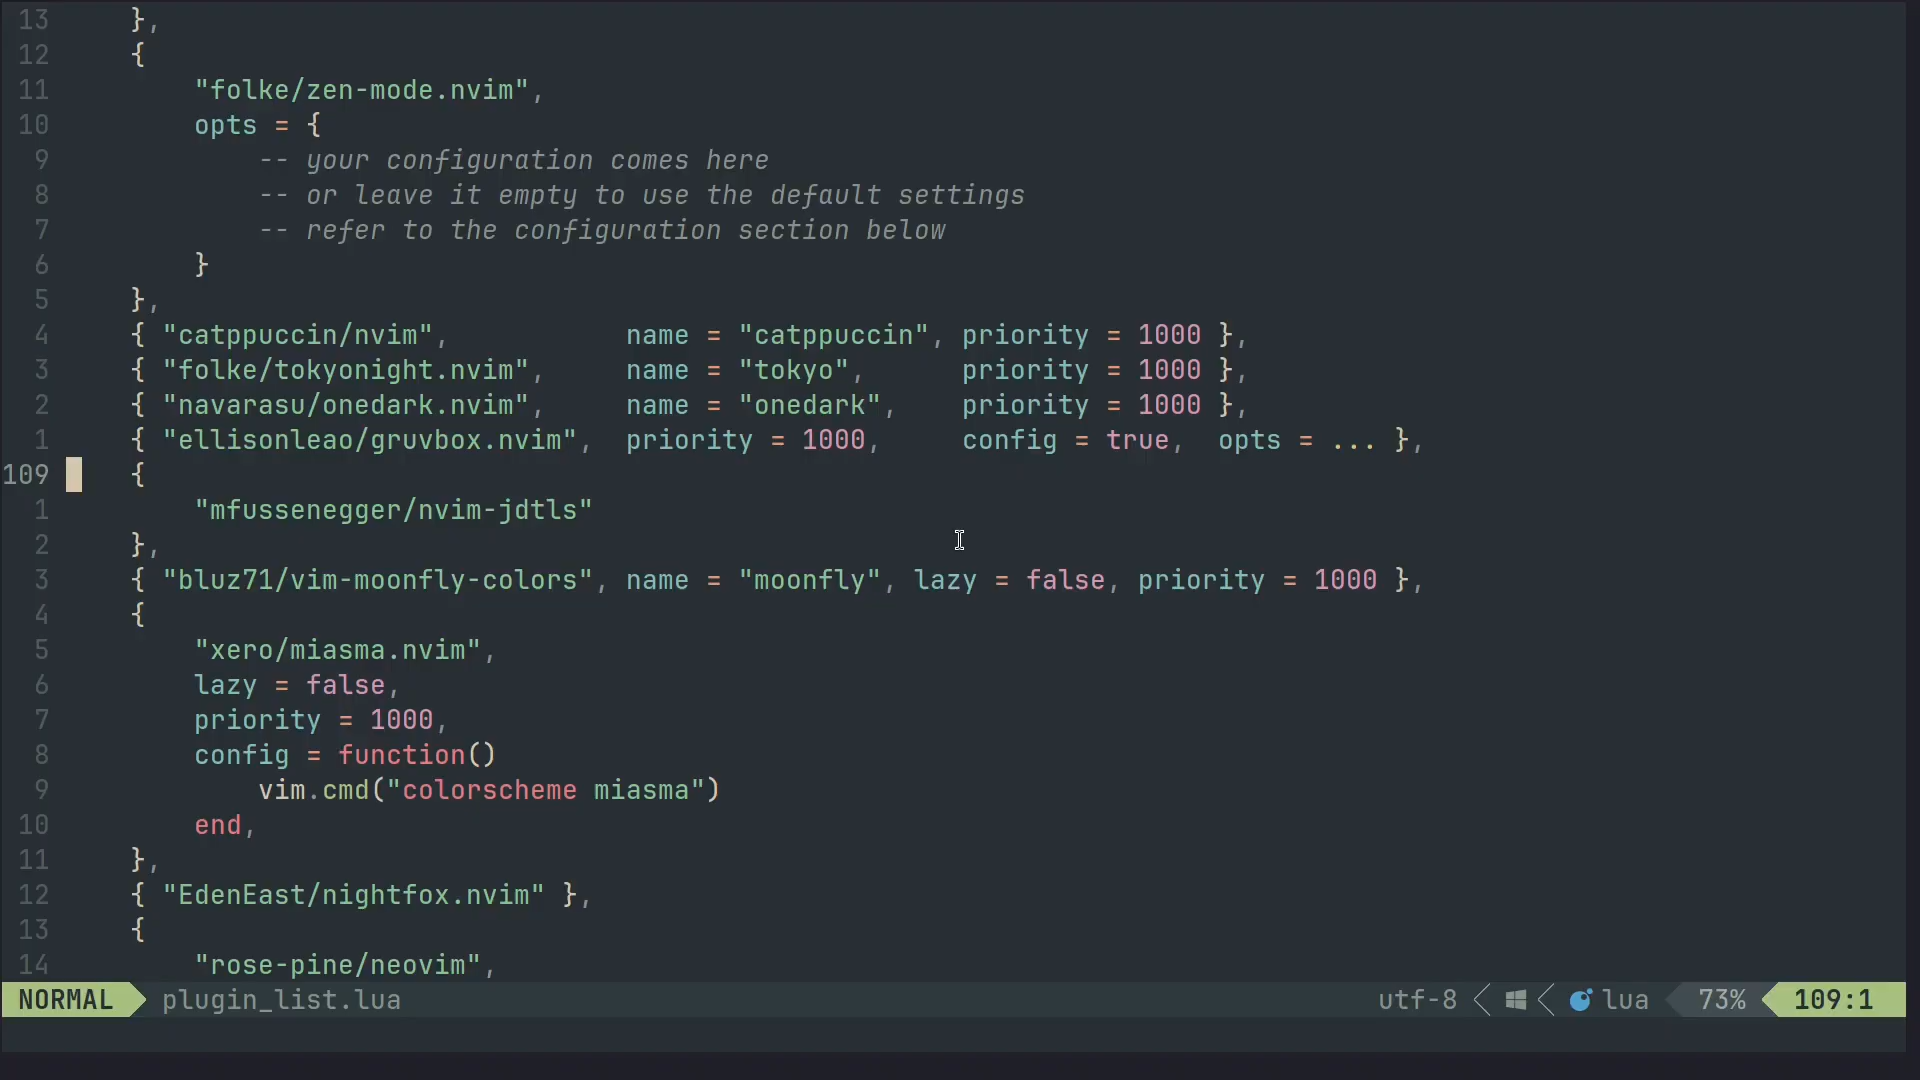 13 },
12 {
11 "folke/zen-mode.nvim",
10 opts = {
9 -- your configuration comes here
8 -- or leave it empty to use the default settings
7 -- refer to the configuration section below
6 }
5 },
4 { "catppuccin/nvim", name = "catppuccin", priority = 1000 },
3 { "folke/tokyonight.nvim", name = "tokyo", priority = 1000 },
2 { "navarasu/onedark.nvim", name = "onedark", priority = 1000 },
1 { "ellisonleao/gruvbox.nvim", priority = 1000, config = true, opts = ... },
109 {
1 "mfussenegger/nvim-jdtls"
2 },
3 { "bluz71/vim-moonfly-colors", name = "moonfly", lazy = false, priority = 1000 },
4 {
5 "xero/miasma.nvim",
6 lazy = false,
7 priority = 1000,
8 config = function()
9 vim.cmd("colorscheme miasma")
10 end,
11 },
12 { "EdenEast/nightfox.nvim" },
13 {
14 "rose-pine/neovim",
NORMAL plugin_list.lua utf-8 lua 73% 109:1